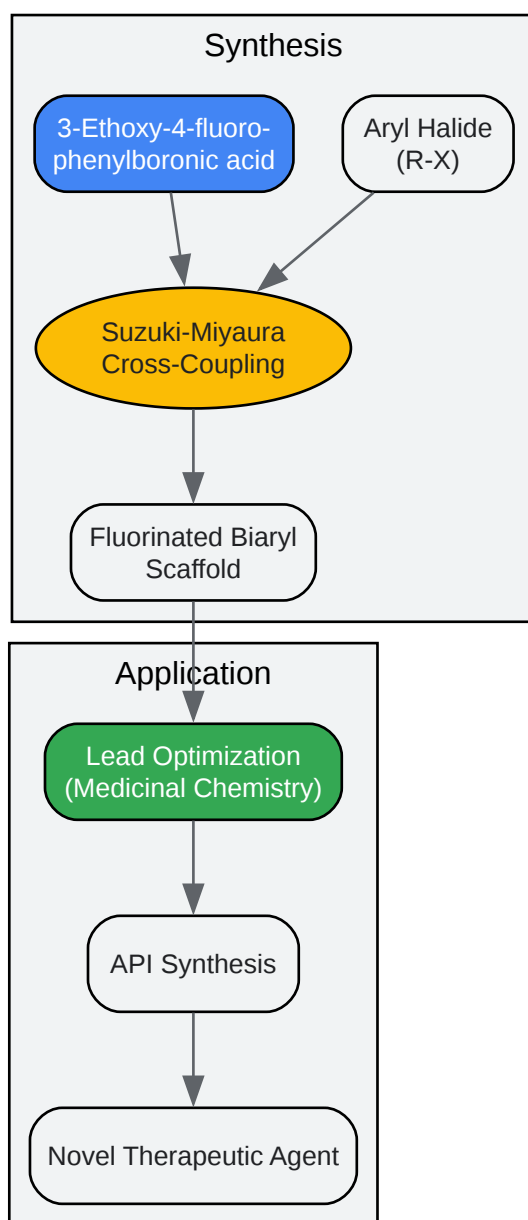 Synthesis
3-Ethoxy-4-fluoro-
phenylboronic acid
Aryl Halide
(R-X)
Suzuki-Miyaura
Cross-Coupling
Fluorinated Biaryl
Scaffold
Application
Lead Optimization
(Medicinal Chemistry)
API Synthesis
Novel Therapeutic Agent